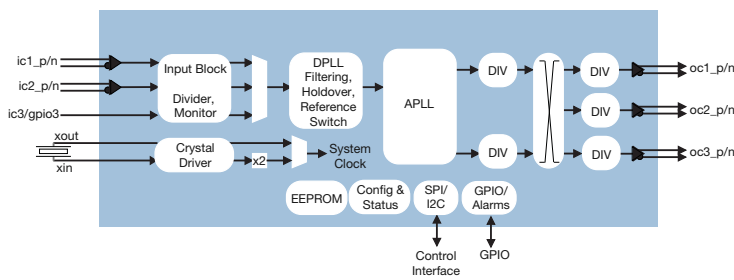 ic1_p/n
ic2_p/n
ic3/gpio3
xout
xin
Input Block
Divider,
Monitor
Crystal
Driver
x2
System
Clock
DPLL
Filtering,
Holdover,
Reference
Switch
APLL
DIV
DIV
DIV
DIV
DIV
oc1_p/n
oc2_p/n
oc3_p/n
EEPROM
Config &
Status
SPI/
I2C
GPIO/
Alarms
Control
Interface
GPIO